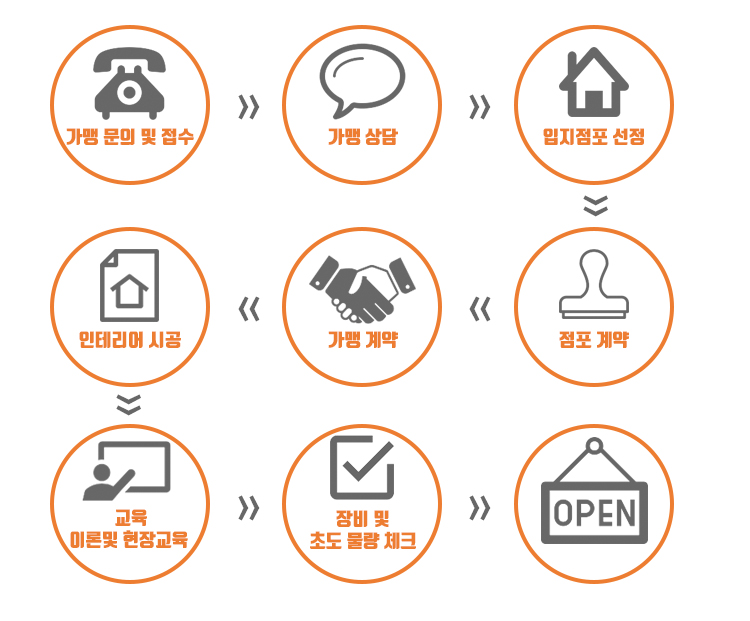 가맹 문의 및 접수
가맹 상담
입지점포 선정
점포 계약
가맹 계약
인테리어 시공
교육
이론및 현장교육
장비 및
초도 물량 체크
OPEN